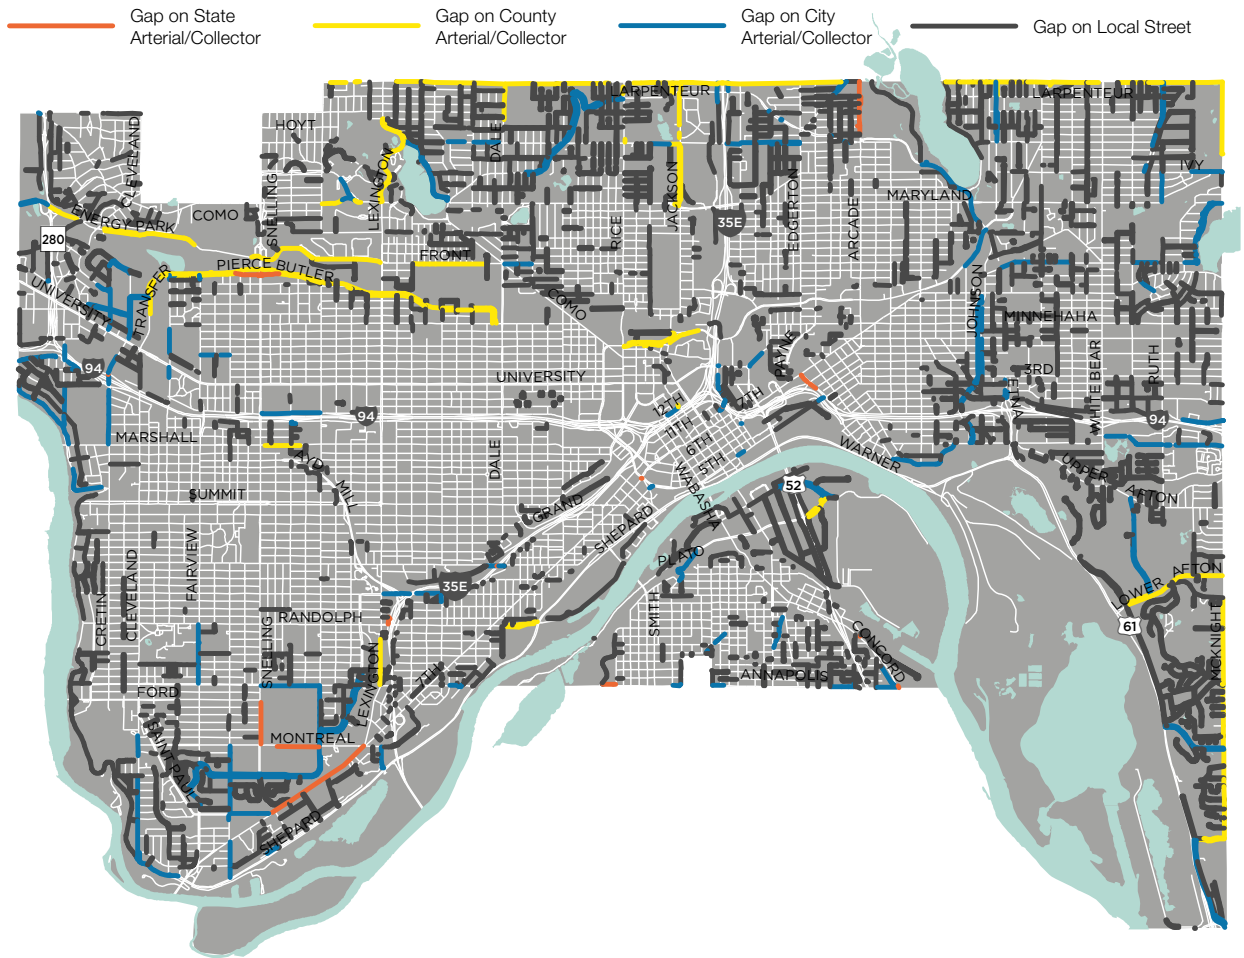 Gap on State
Arterial/Collector
Gap on County
Arterial/Collector
Gap on City
Arterial/Collector
Gap on Local Street
LARPENTEUR
LARPENTEUR
HOYT
CLEVELAND
DALE
SNELLING
LEXINGTON
JACKSON
EDGERTON
IVY
MARYLAND
COMO
ENERGY PARK
RICE
35E
ARCADE
280
FRONT
PIERCE BUTLER
TRANSFER
UNIVERSITY
COMO
JOHNSON
MINNEHAHA
PAYNE
94
UNIVERSITY
3RD
ETNA
WHITE BEAR
RUTH
12TH
7TH
11TH
94
94
6TH
5TH
MARSHALL
AYD
MILL
DALE
WABASHA
WARNER
UPPER
AFTON
SUMMIT
52
GRAND
SHEPARD
PLATO
FAIRVIEW
CLEVELAND
CRETIN
35E
LOWER
AFTON
RANDOLPH
SMITH
61
CONCORD
MCKNIGHT
SNELLING
LEXINGTON
7TH
ANNAPOLIS
FORD
SAINT PAUL
MONTREAL
SHEPARD